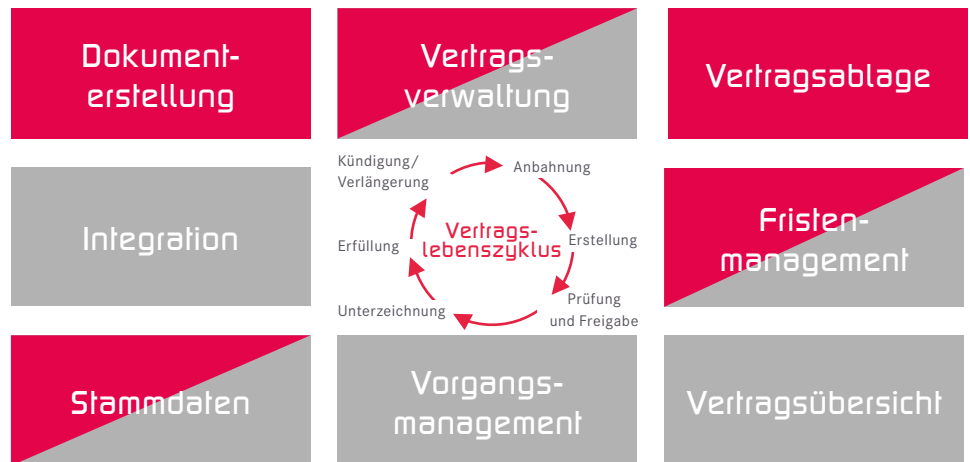 Dokument-
erstellung
Vertrags-
verwaltung
Vertragsablage
Integration
Kündigung/
Verlängerung
Anbahnung
Erfüllung
Vertrags-
lebenszyklus
Erstellung
Unterzeichnung
Prüfung
und Freigabe
Fristen-
management
Stammdaten
Vorgangs-
management
Vertragsübersicht